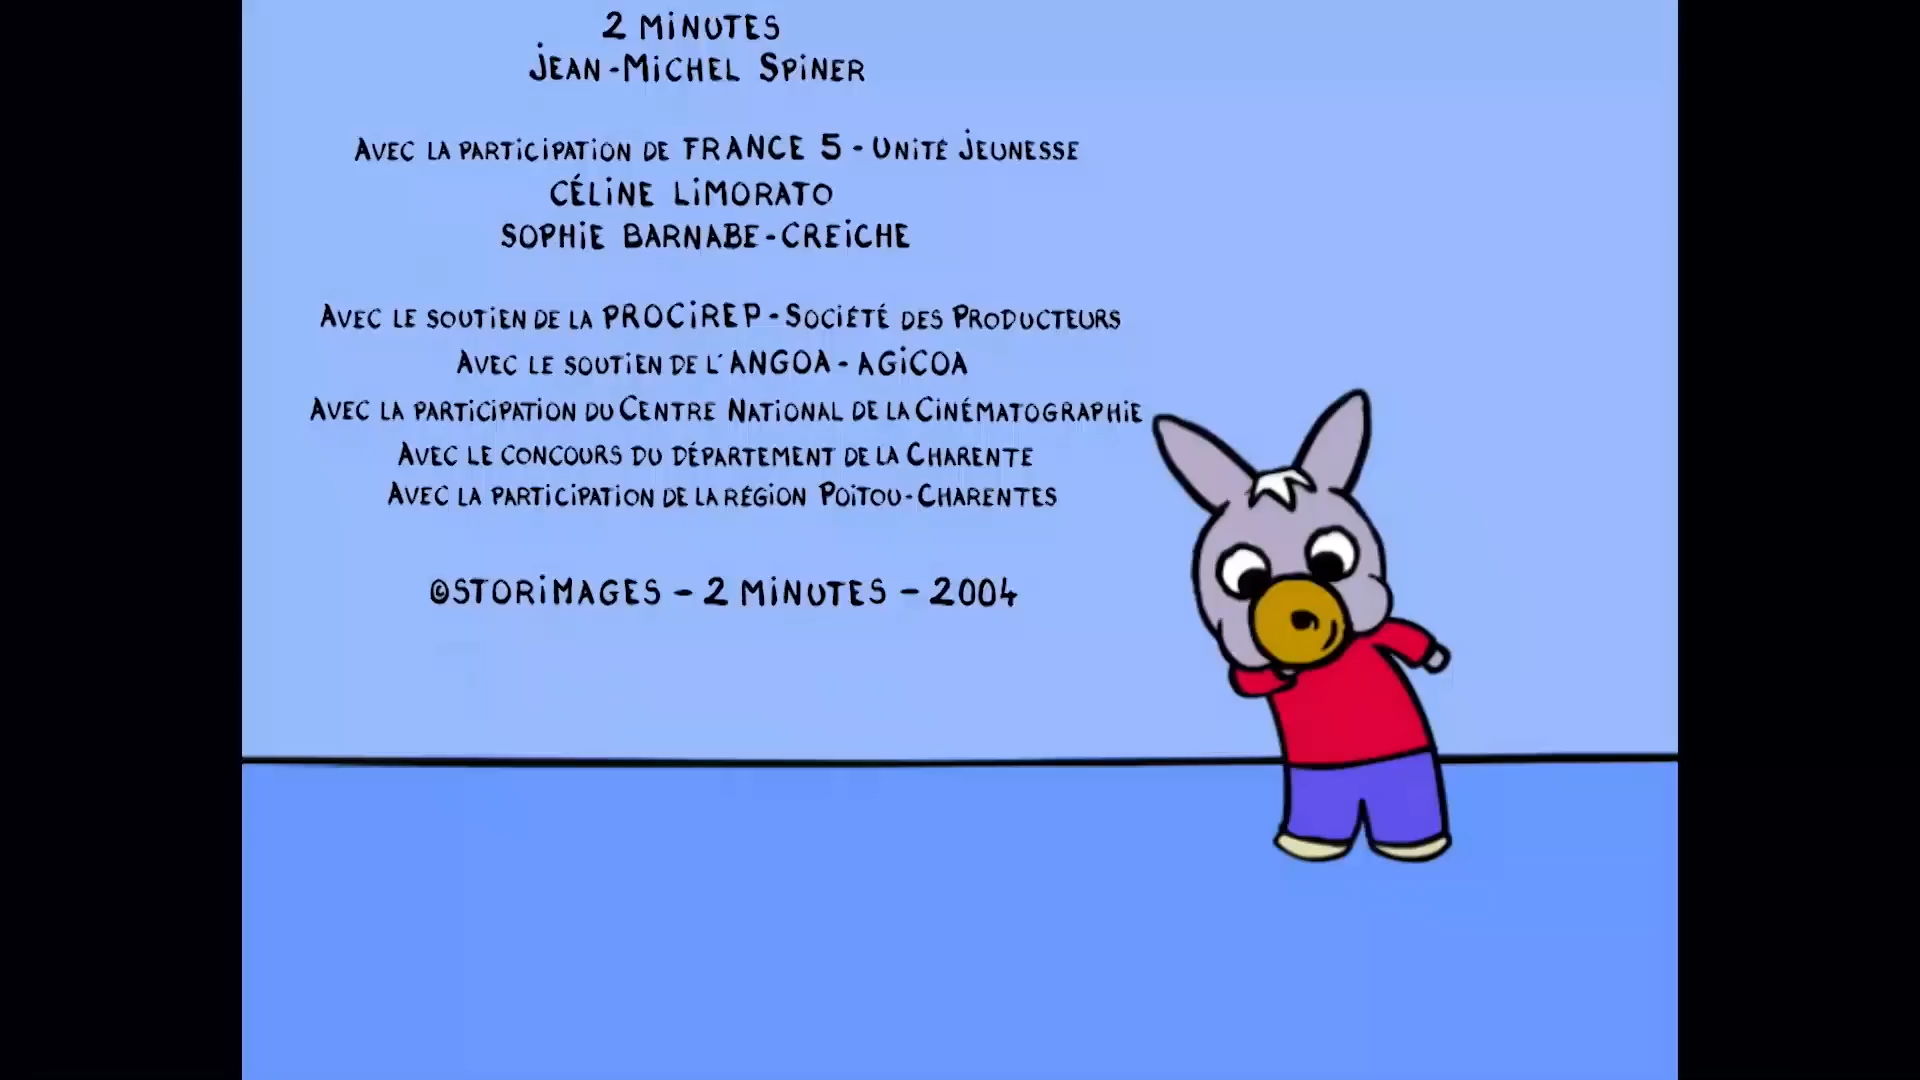 2 MINUTES
JEAN-MICHEL SPINER
AVEC LA PARTICIPATION DE FRANCE 5 - UNITÉ JEUNESSE
CÉLINE LIMORATO
SOPHIE BARNABE-CREICHE
AVEC LE SOUTIEN DE LA PROCIREP - SOCIÉTÉ DES PRODUCTEURS
AVEC LE SOUTIEN DE L'ANGOA - AGICOA
AVEC LA PARTICIPATION DU CENTRE NATIONAL DE LA CINÉMATOGRAPHIE
AVEC LE CONCOURS DU DÉPARTEMENT DE LA CHARENTE
AVEC LA PARTICIPATION DE LA RÉGION POITOU-CHARENTES
©STORIMAGES - 2 MINUTES - 2004